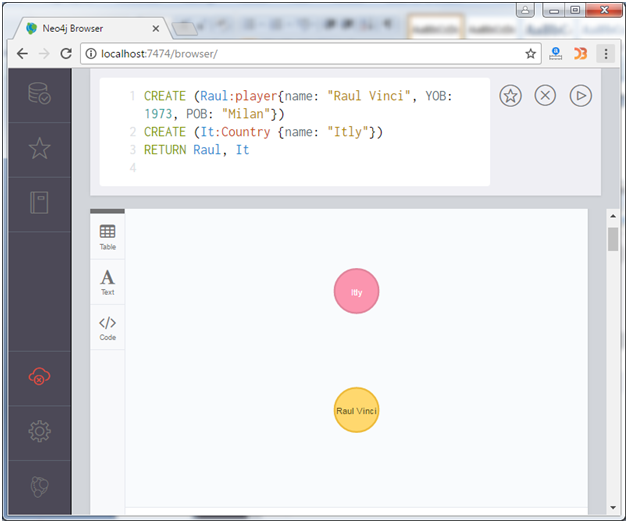 Neo4j Browser
localhost:7474/browser/
1 CREATE (Raul:player{name: "Raul Vinci", YOB:
1973, POB: "Milan"})
2 CREATE (It:Country {name: "Itly"})
3 RETURN Raul, It
4
Table
A
Text
</>
Code
Itly
Raul Vinci